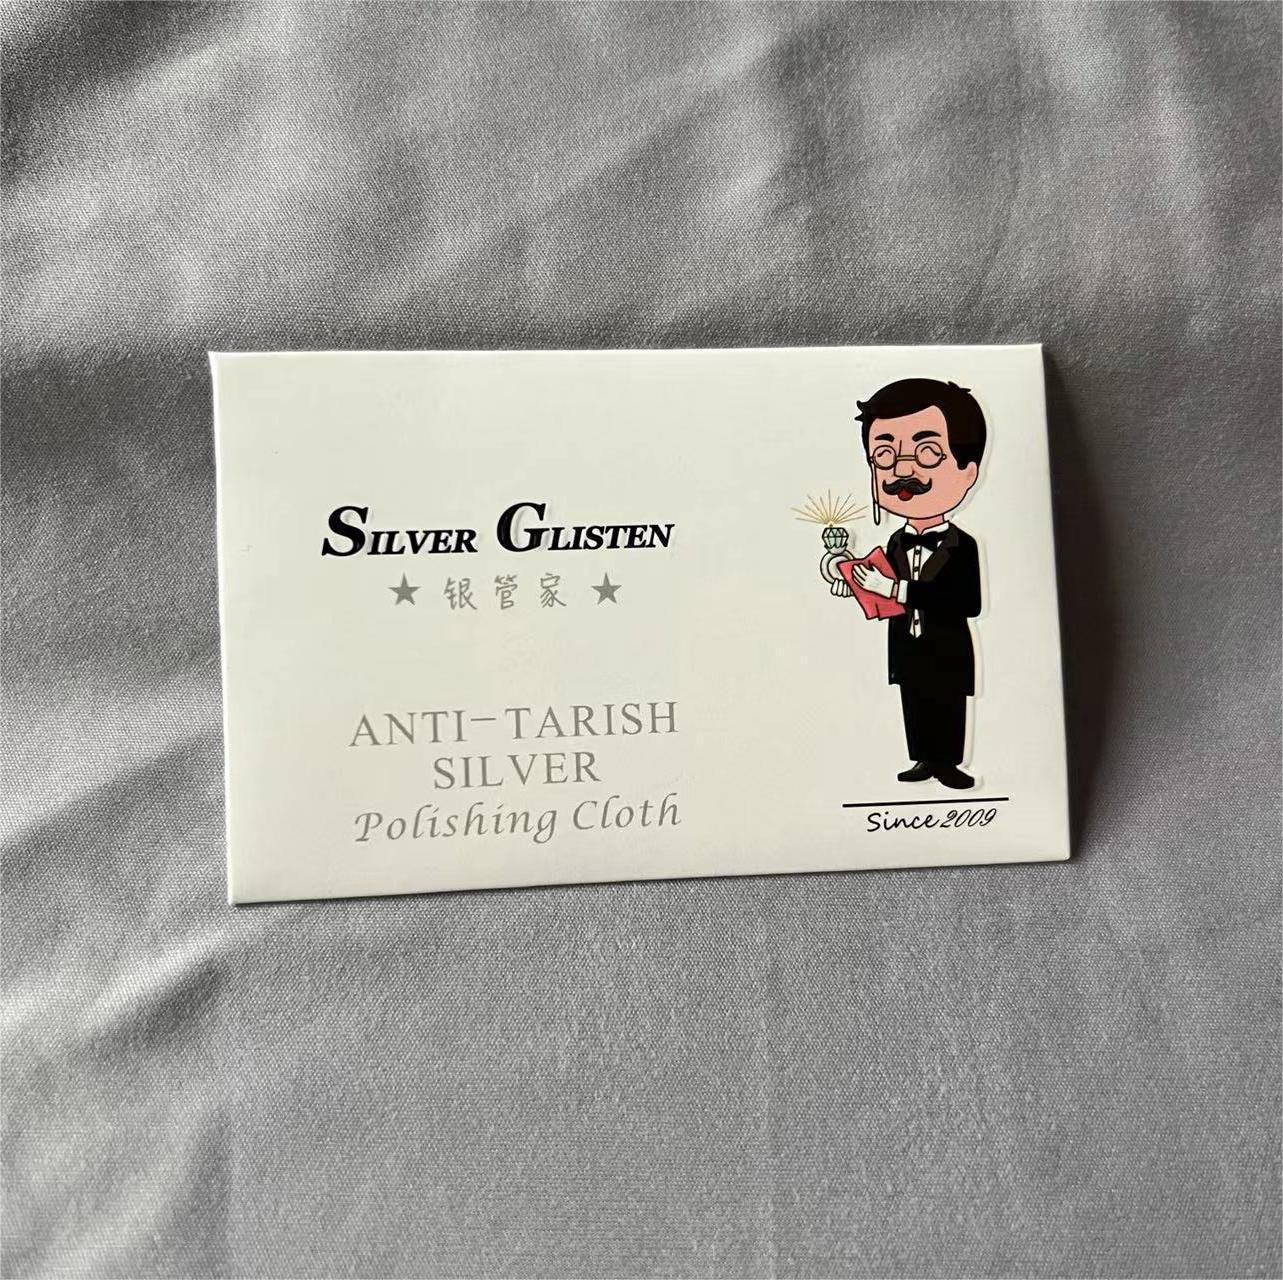 SILVER GLISTEN
★ 银管家 ★
ANTI-TARISH
SILVER
Polishing Cloth
Since 2009